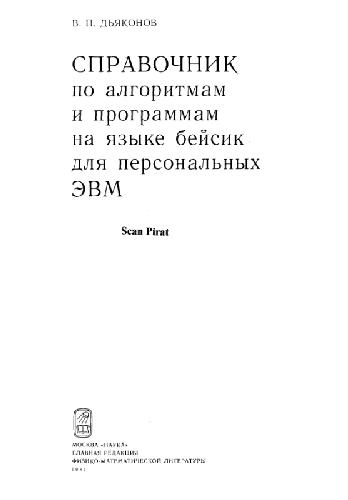 В. П. ДЬЯКОНОВ
СПРАВОЧНИК
по алгоритмам
и программам
на языке бейсик
для персональных
ЭВМ
Scan Pirat
МОСКВА «НАУКА»
ГЛАВНАЯ РЕДАКЦИЯ
ФИЗИКО-МАТЕМАТИЧЕСКОЙ ЛИТЕРАТУРЫ